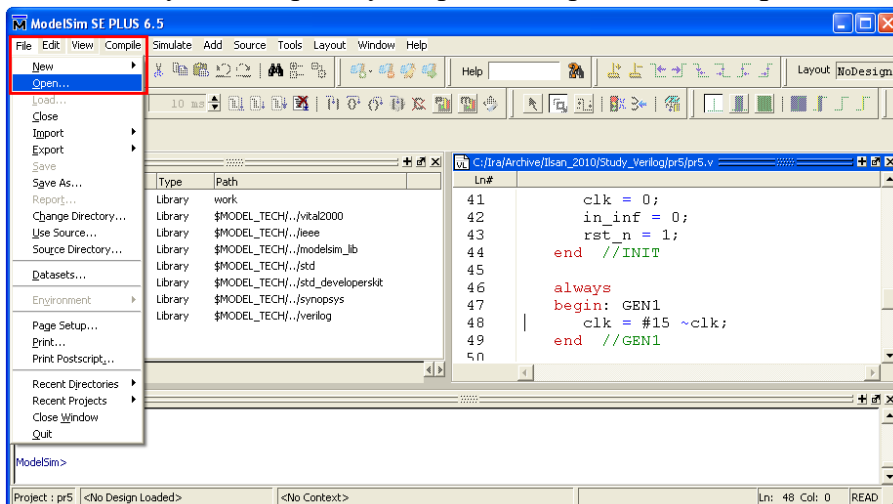 ModelSim SE PLUS 6.5
File Edit View Compile Simulate Add Source Tools Layout Window Help
Help
Layout NoDesign
10 ns
New
Open...
Load...
Close
Import
Export
Save
Save As...
Report...
Change Directory...
Use Source...
Source Directory...
Datasets...
Environment
Page Setup...
Print...
Print Postscript...
Recent Directories
Recent Projects
Close Window
Quit
Type Path
Library work
Library $MODEL_TECH/../vital2000
Library $MODEL_TECH/../ieee
Library $MODEL_TECH/../modelsim_lib
Library $MODEL_TECH/../std
Library $MODEL_TECH/../std_developerskit
Library $MODEL_TECH/../synopsys
Library $MODEL_TECH/../verilog
C:/Ira/Archive/Ilsan_2010/Study_Verilog/pr5/pr5.v
Ln#
41 clk = 0;
42 in_inf = 0;
43 rst_n = 1;
44 end //INIT
45
46 always
47 begin: GEN1
48 clk = #15 ~clk;
49 end //GEN1
50
ModelSim>
Project : pr5 <No Design Loaded> <No Context> Ln: 48 Col: 0 READ